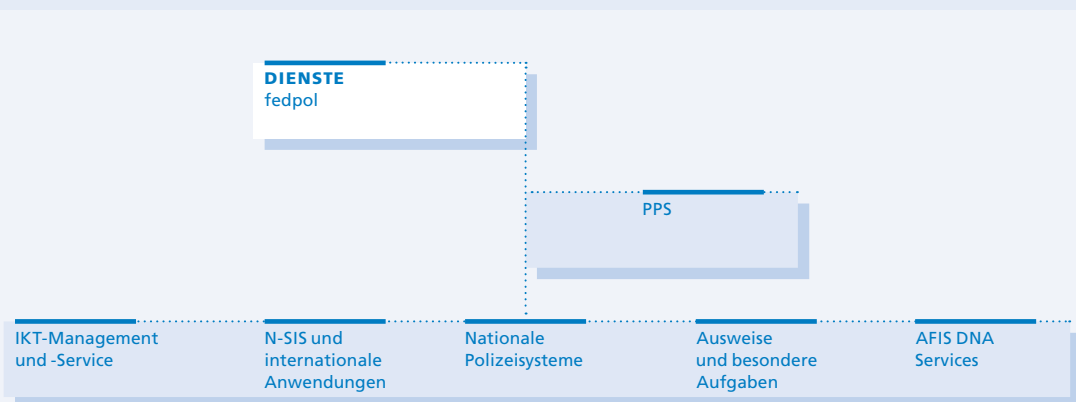 DIENSTE
fedpol
PPS
IKT-Management
und -Service
N-SIS und
internationale
Anwendungen
Nationale
Polizeisysteme
Ausweise
und besondere
Aufgaben
AFIS DNA
Services